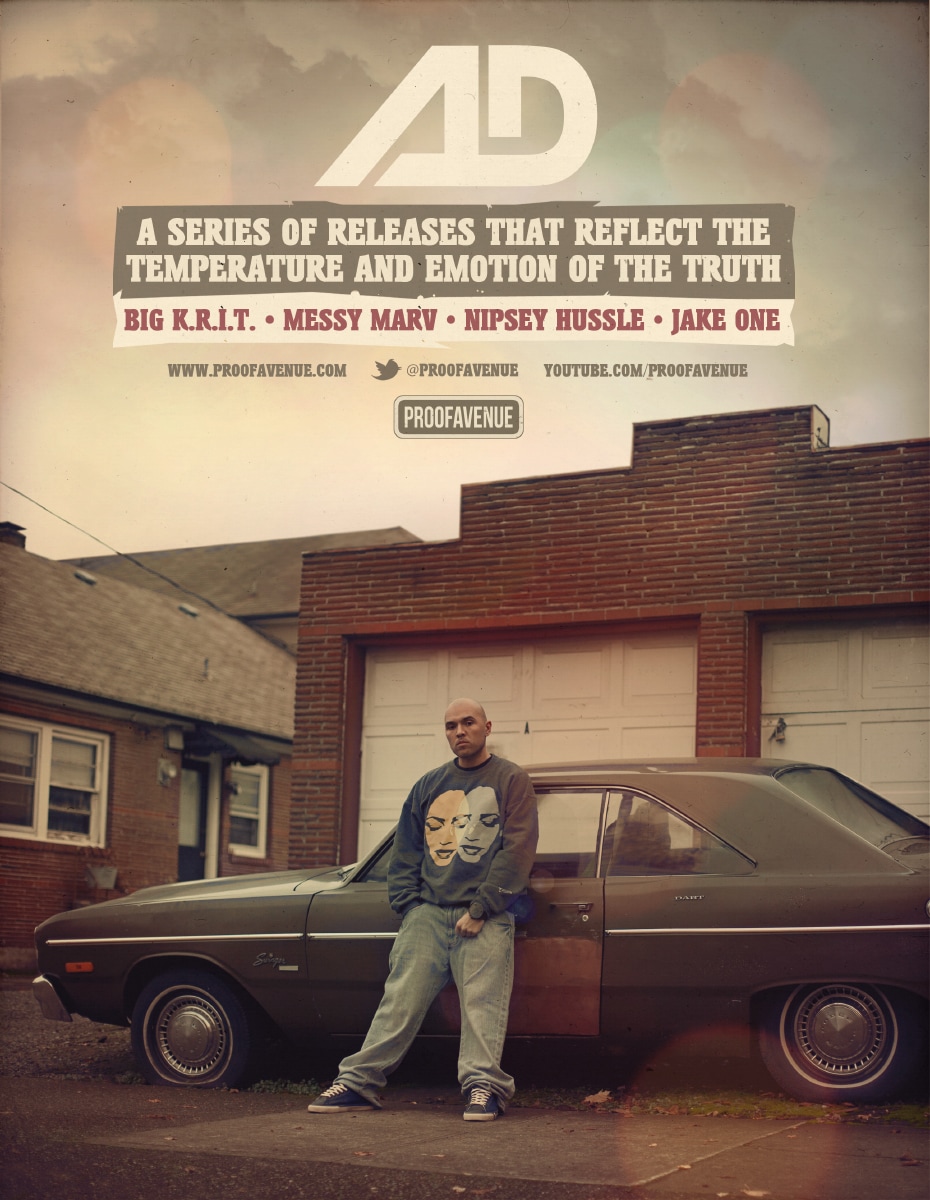 AD
A SERIES OF RELEASES THAT REFLECT THE
TEMPERATURE AND EMOTION OF THE TRUTH
BIG K.R.I.T. • MESSY MARV • NIPSEY HUSSLE • JAKE ONE
WWW.PROOFAVENUE.COM @PROOFAVENUE YOUTUBE.COM/PROOFAVENUE
PROOFAVENUE
A
DART
Swinger